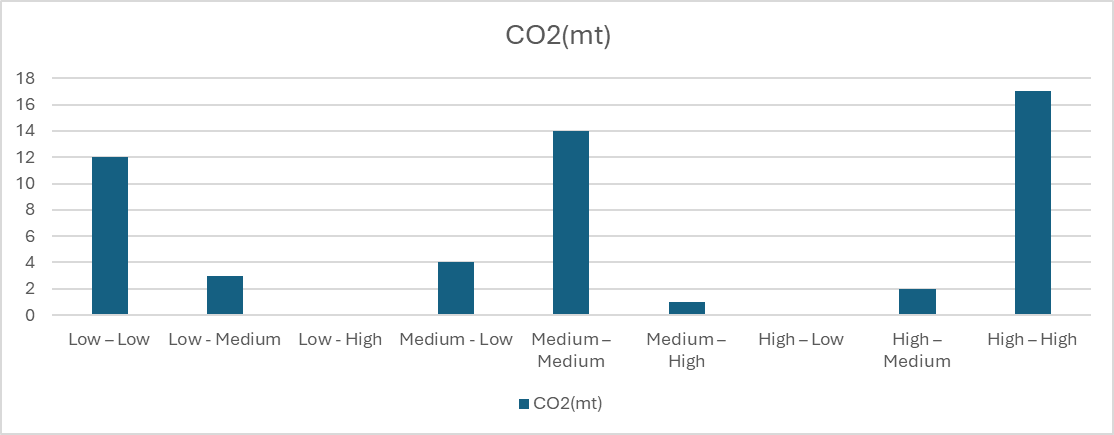 CO2(mt)
18
16
14
12
10
8
6
4
2
0
Low – Low
Low - Medium
Low - High
Medium - Low
Medium –
Medium
Medium –
High
High – Low
High –
Medium
High – High
CO2(mt)